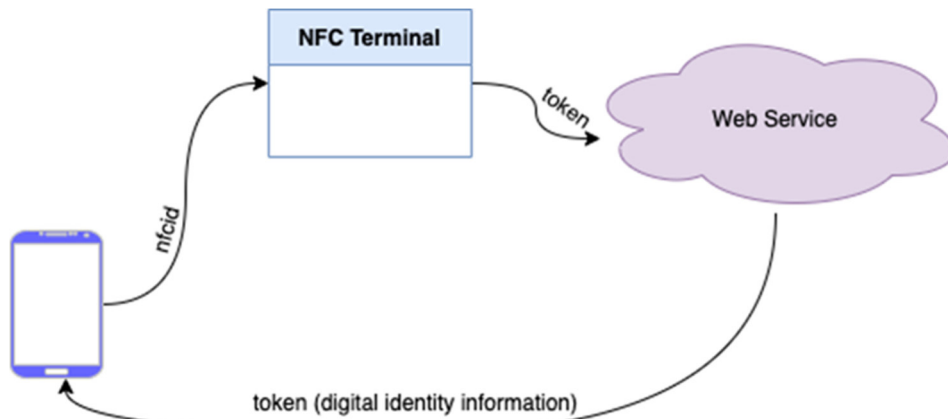 NFC Terminal
token
Web Service
nfcid
token (digital identity information)